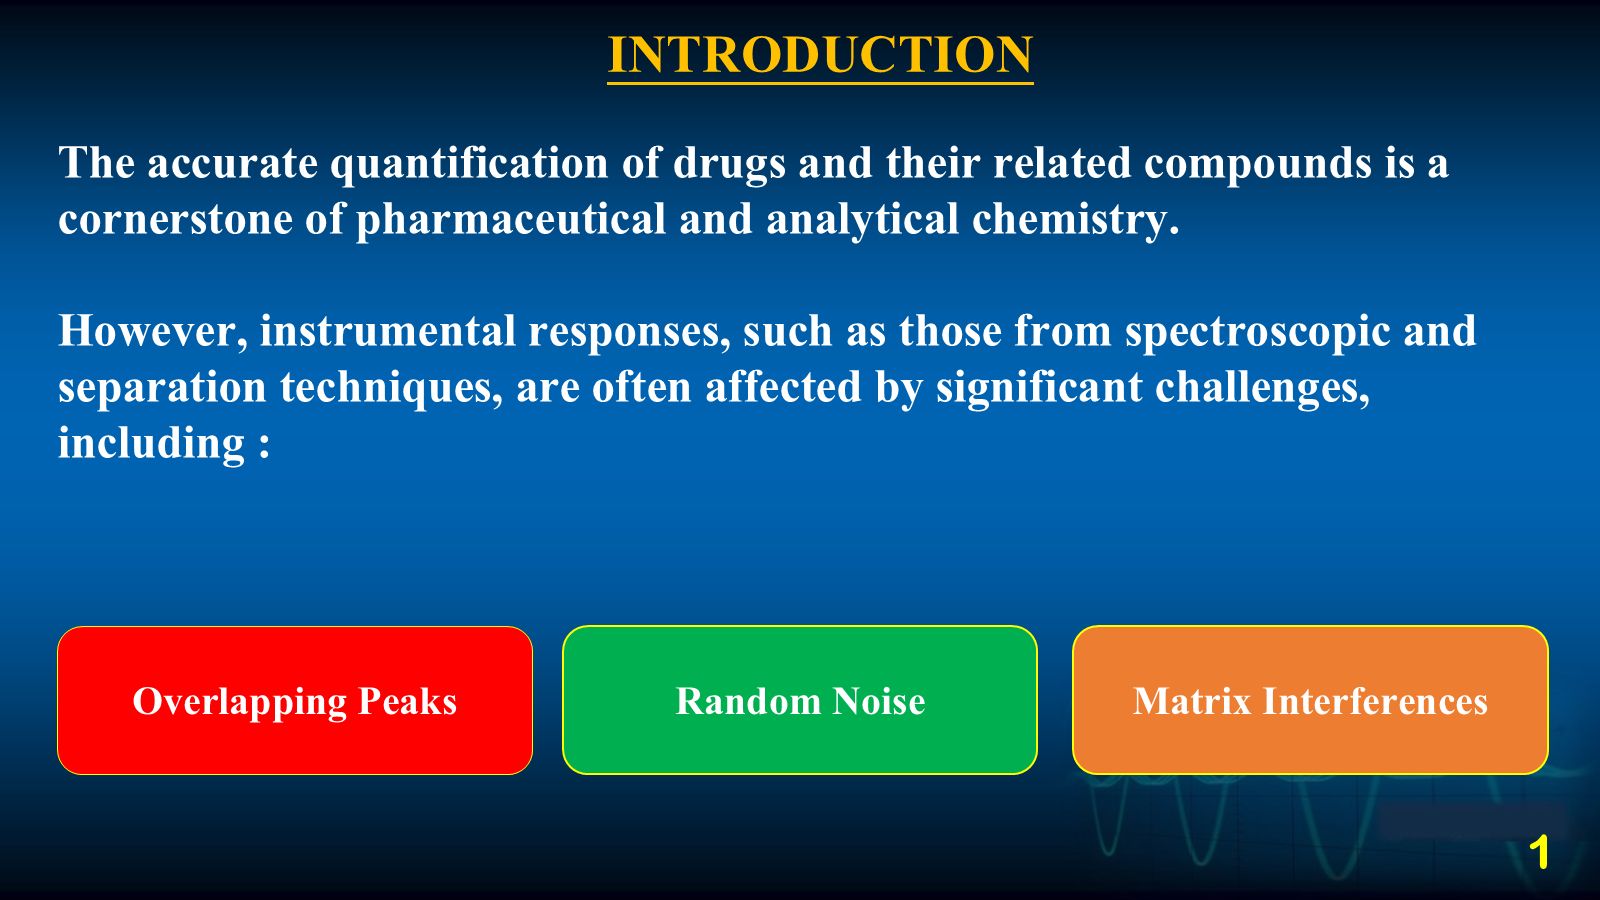 INTRODUCTION
The accurate quantification of drugs and their related compounds is a
cornerstone of pharmaceutical and analytical chemistry.
However, instrumental responses, such as those from spectroscopic and
separation techniques, are often affected by significant challenges,
including :
Overlapping Peaks
Random Noise
Matrix Interferences
1